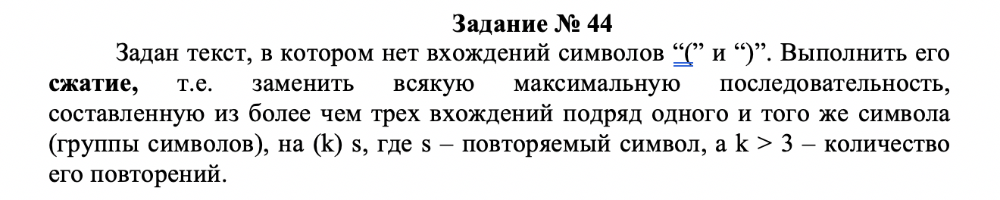 Задание № 44
Задан текст, в котором нет вхождений символов “(” и “)”. Выполнить его
сжатие, т.е. заменить всякую максимальную последовательность,
составленную из более чем трех вхождений подряд одного и того же символа
(группы символов), на (k) s, где s – повторяемый символ, а k > 3 – количество
его повторений.